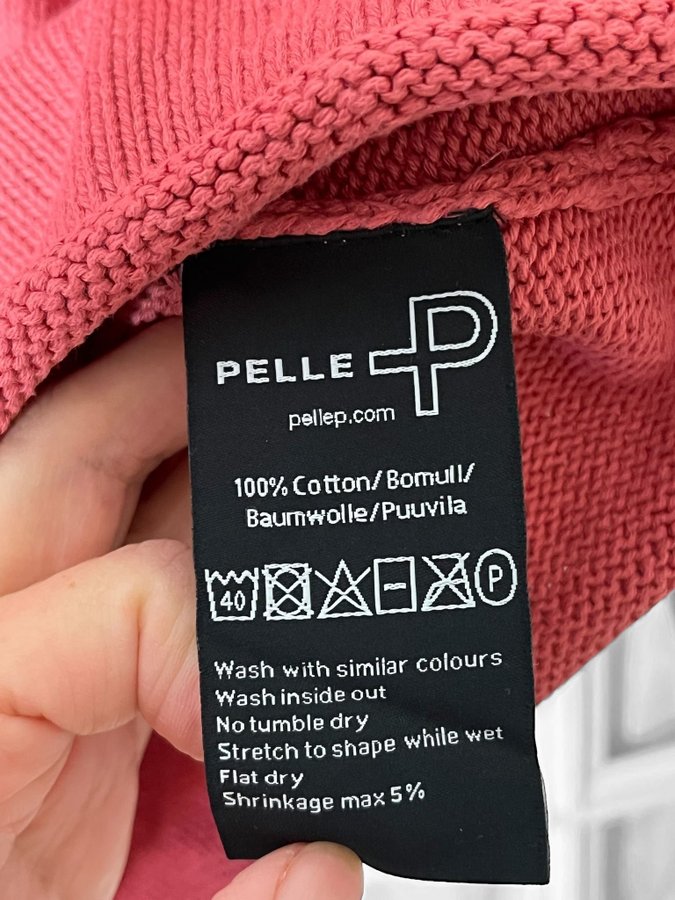 PELLE P
pellep.com
100% Cotton/Bomull/
Baumwolle/Puuvila
40 P
Wash with similar colours
Wash inside out
No tumble dry
Stretch to shape while wet
Flat dry
Shrinkage max 5%